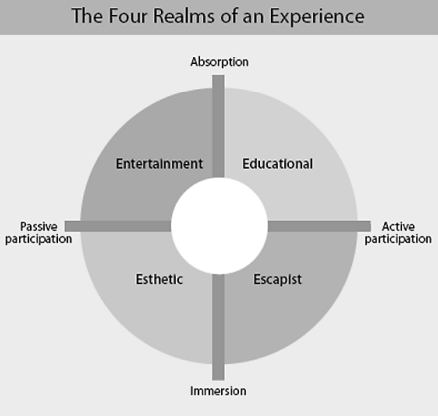 The Four Realms of an Experience
Absorption
Entertainment
Educational
Passive
participation
Active
participation
Esthetic
Escapist
Immersion